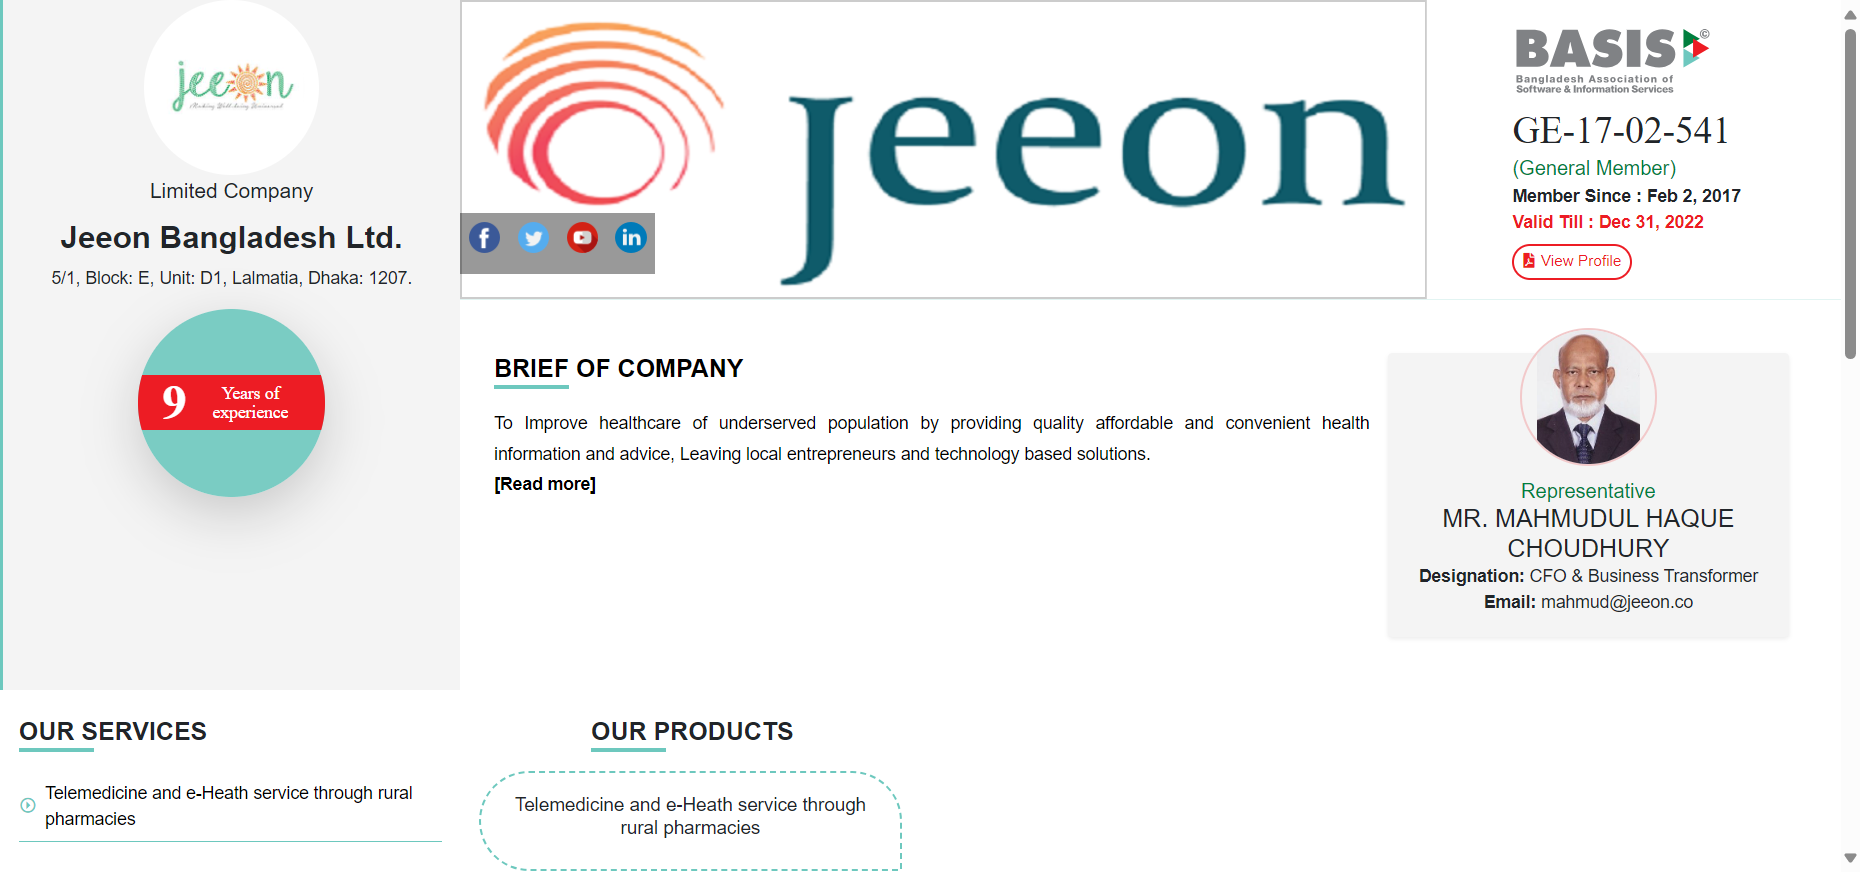 jeeon
Making Well-being Universal
Limited Company
Jeeon Bangladesh Ltd.
5/1, Block: E, Unit: D1, Lalmatia, Dhaka: 1207.
9
Years of
experience
Jeeon
BASIS
Bangladesh Association of
Software & Information Services
GE-17-02-541
(General Member)
Member Since : Feb 2, 2017
Valid Till : Dec 31, 2022
View Profile
BRIEF OF COMPANY
To Improve healthcare of underserved population by providing quality affordable and convenient health
information and advice, Leaving local entrepreneurs and technology based solutions.
[Read more]
Representative
MR. MAHMUDUL HAQUE
CHOUDHURY
Designation: CFO & Business Transformer
Email: mahmud@jeeon.co
OUR SERVICES
Telemedicine and e-Heath service through rural
pharmacies
OUR PRODUCTS
Telemedicine and e-Heath service through
rural pharmacies